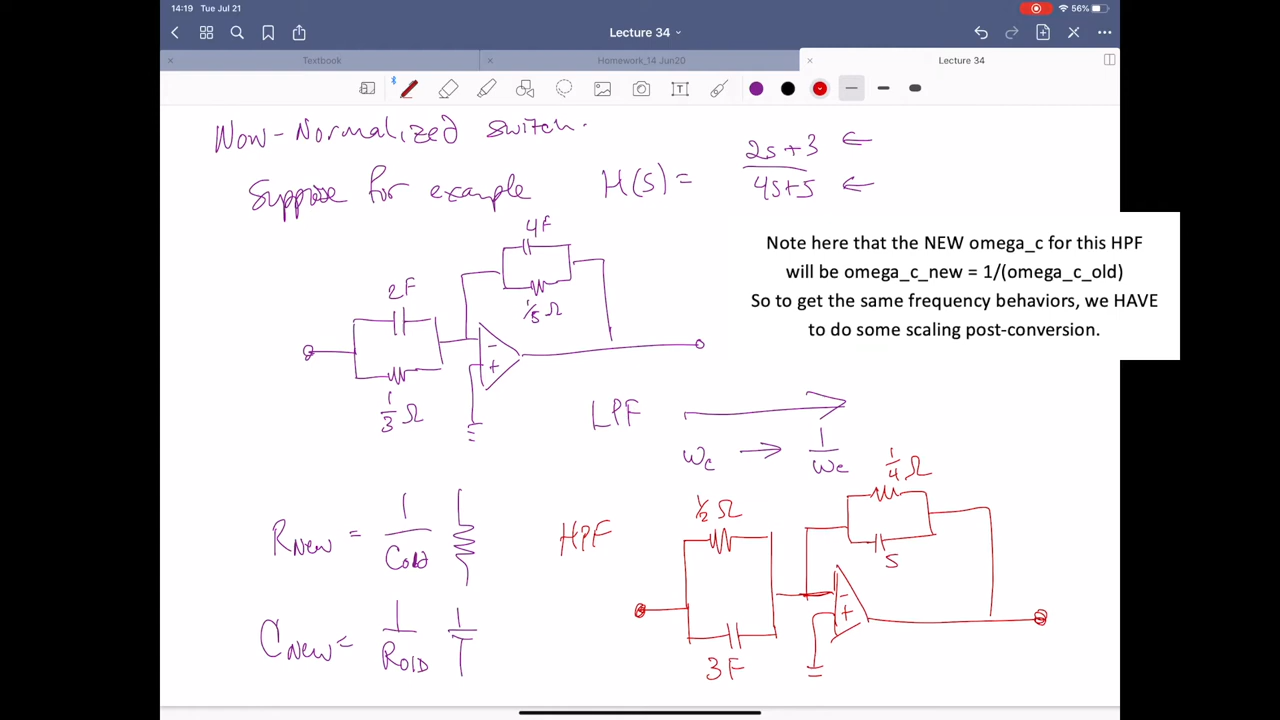 14:19 Tue Jul 21
56%
Lecture 34
Textbook
Homework_14 Jun20
Lecture 34
T
Non-Normalized switch.
Suppose for example H(s) = 2s+3 ←
4s+5 ←
Note here that the NEW omega_c for this HPF
will be omega_c_new = 1/(omega_c_old)
So to get the same frequency behaviors, we HAVE
to do some scaling post-conversion.
4F
1/5 Ω
2F
1/3 Ω
-
+
LPF
ωc → 1/ωc
RNew = 1/COld
CNew = 1/ROLD
HPF
1/2 Ω
3F
1/4 Ω
5
-
+